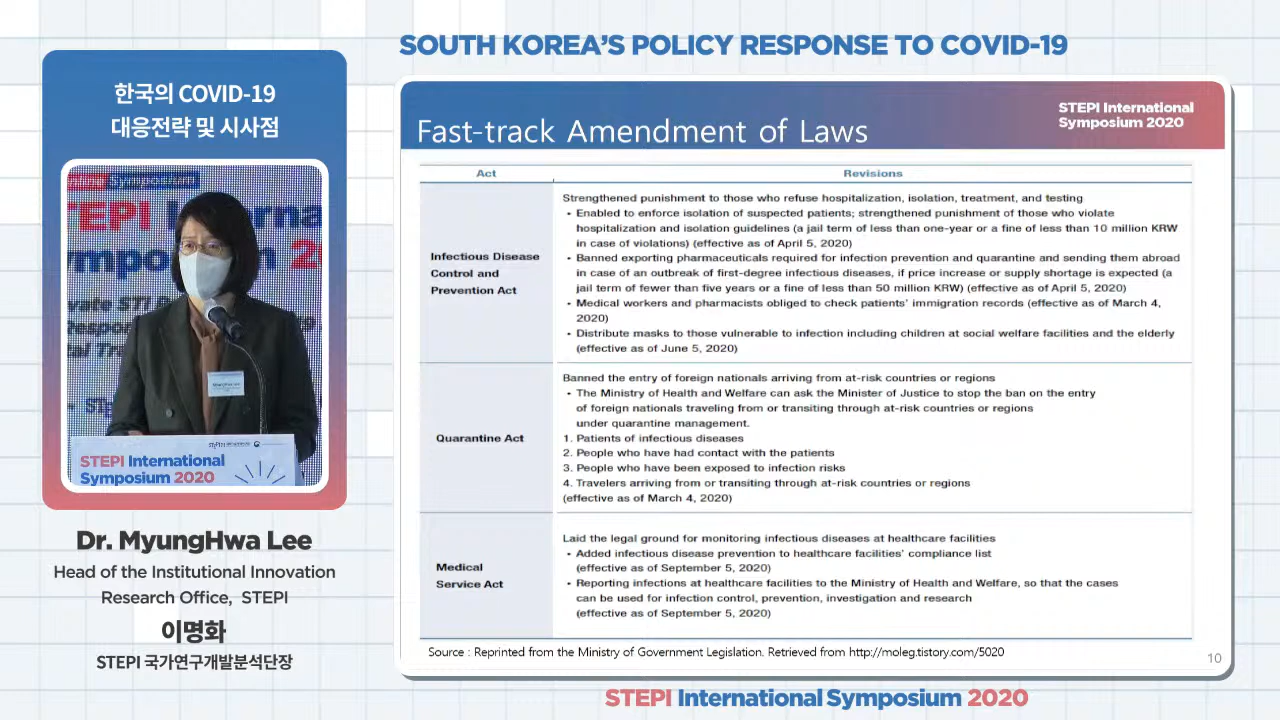 SOUTH KOREA'S POLICY RESPONSE TO COVID-19
한국의 COVID-19
대응전략 및 시사점
STEPI International
Symposium 2020
Dr. MyungHwa Lee
Head of the Institutional Innovation
Research Office, STEPI
이명화
STEPI 국가연구개발분석단장
Fast-track Amendment of Laws
STEPI International
Symposium 2020
Act Revisions
Infectious Disease
Control and
Prevention Act
Strengthened punishment to those who refuse hospitalization, isolation, treatment, and testing
• Enabled to enforce isolation of suspected patients; strengthened punishment of those who violate
hospitalization and isolation guidelines (a jail term of less than one-year or a fine of less than 10 million KRW
in case of violations) (effective as of April 5, 2020)
• Banned exporting pharmaceuticals required for infection prevention and quarantine and sending them abroad
in case of an outbreak of first-degree infectious diseases, if price increase or supply shortage is expected (a
jail term of fewer than five years or a fine of less than 50 million KRW) (effective as of April 5, 2020)
• Medical workers and pharmacists obliged to check patients' immigration records (effective as of March 4,
2020)
• Distribute masks to those vulnerable to infection including children at social welfare facilities and the elderly
(effective as of June 5, 2020)
Quarantine Act
Banned the entry of foreign nationals arriving from at-risk countries or regions
• The Ministry of Health and Welfare can ask the Minister of Justice to stop the ban on the entry
of foreign nationals traveling from or transiting through at-risk countries or regions
under quarantine management.
1. Patients of infectious diseases
2. People who have had contact with the patients
3. People who have been exposed to infection risks
4. Travelers arriving from or transiting through at-risk countries or regions
(effective as of March 4, 2020)
Medical
Service Act
Laid the legal ground for monitoring infectious diseases at healthcare facilities
• Added infectious disease prevention to healthcare facilities' compliance list
(effective as of September 5, 2020)
• Reporting infections at healthcare facilities to the Ministry of Health and Welfare, so that the cases
can be used for infection control, prevention, investigation and research
(effective as of September 5, 2020)
Source : Reprinted from the Ministry of Government Legislation. Retrieved from http://moleg.tistory.com/5020
10
STEPI International Symposium 2020